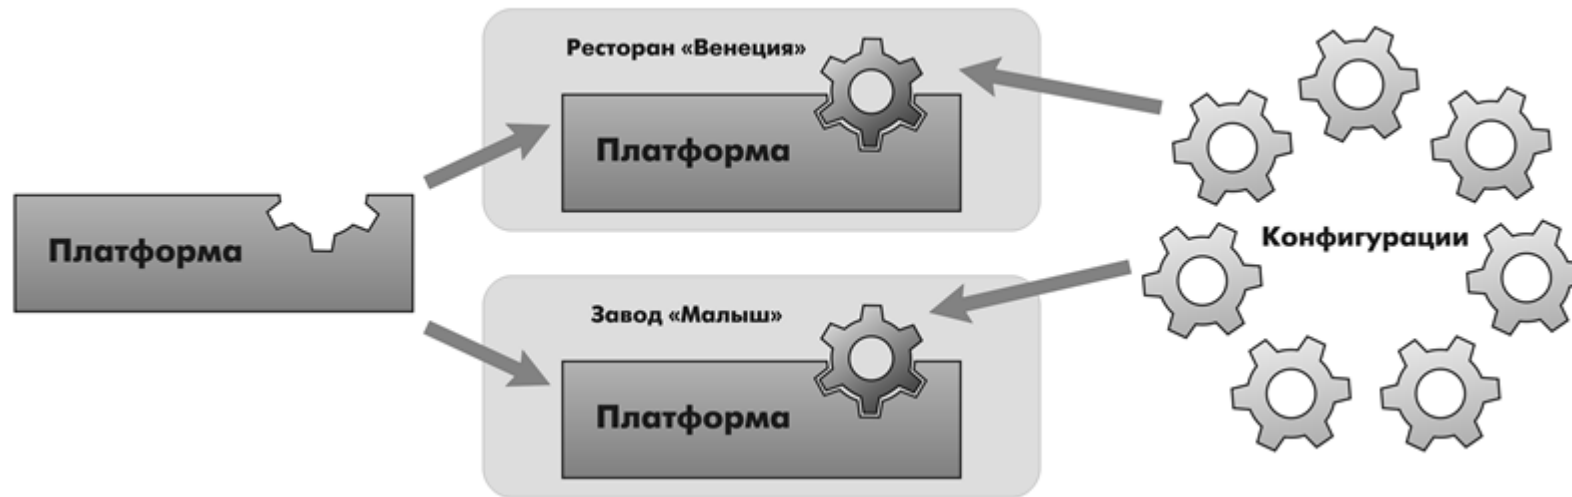 Ресторан «Венеция»
Платформа
Платформа
Конфигурации
Завод «Малыш»
Платформа